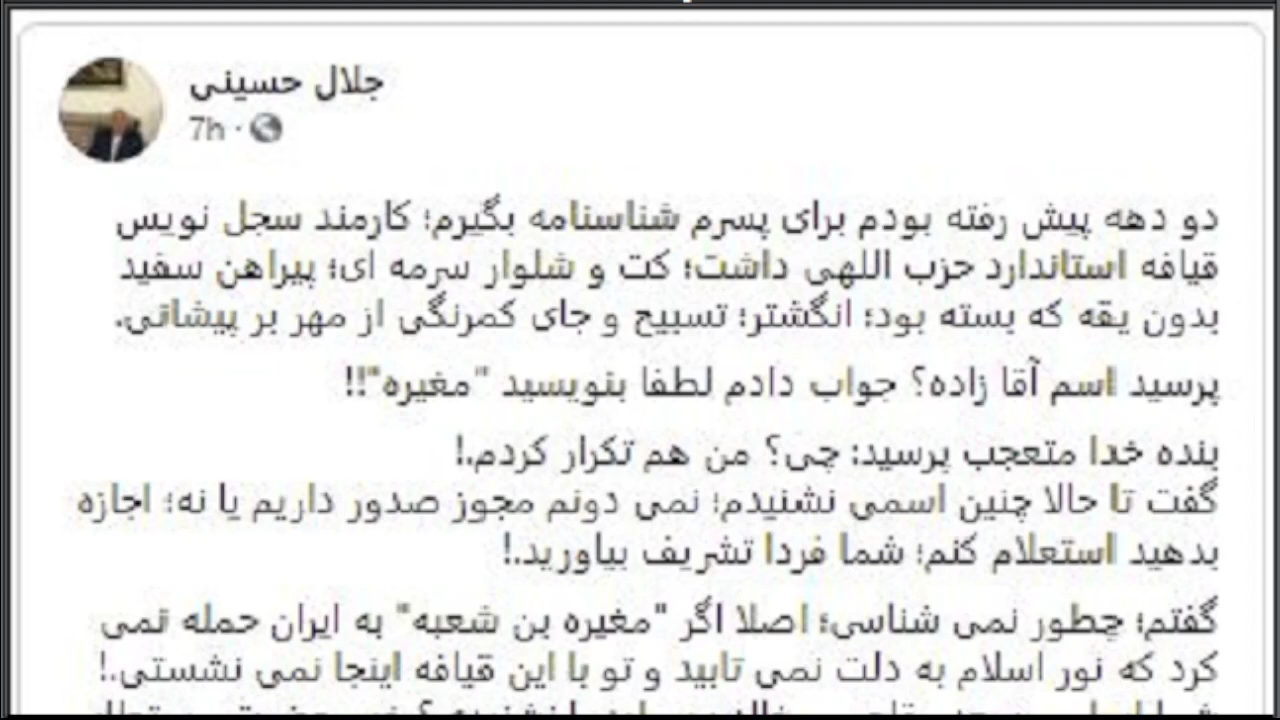 جلال حسینی
7h ·
دو دهه پیش رفته بودم برای پسرم شناسنامه بگیرم؛ کارمند سجل نویس
قیافه استاندارد حزب اللهی داشت؛ کت و شلوار سرمه ای؛ پیراهن سفید
بدون یقه که بسته بود؛ انگشتر؛ تسبیح و جای کمرنگی از مهر بر پیشانی.
پرسید اسم آقا زاده؟ جواب دادم لطفا بنویسید "مغیره"!!
بنده خدا متعجب پرسید: چی؟ من هم تکرار کردم.!
گفت تا حالا چنین اسمی نشنیدم؛ نمی دونم مجوز صدور داریم یا نه؛ اجازه
بدهید استعلام کنم؛ شما فردا تشریف بیاورید.!
گفتم؛ چطور نمی شناسی؛ اصلا اگر "مغیره بن شعبه" به ایران حمله نمی
کرد که نور اسلام به دلت نمی تابید و تو با این قیافه اینجا نمی نشستی.!